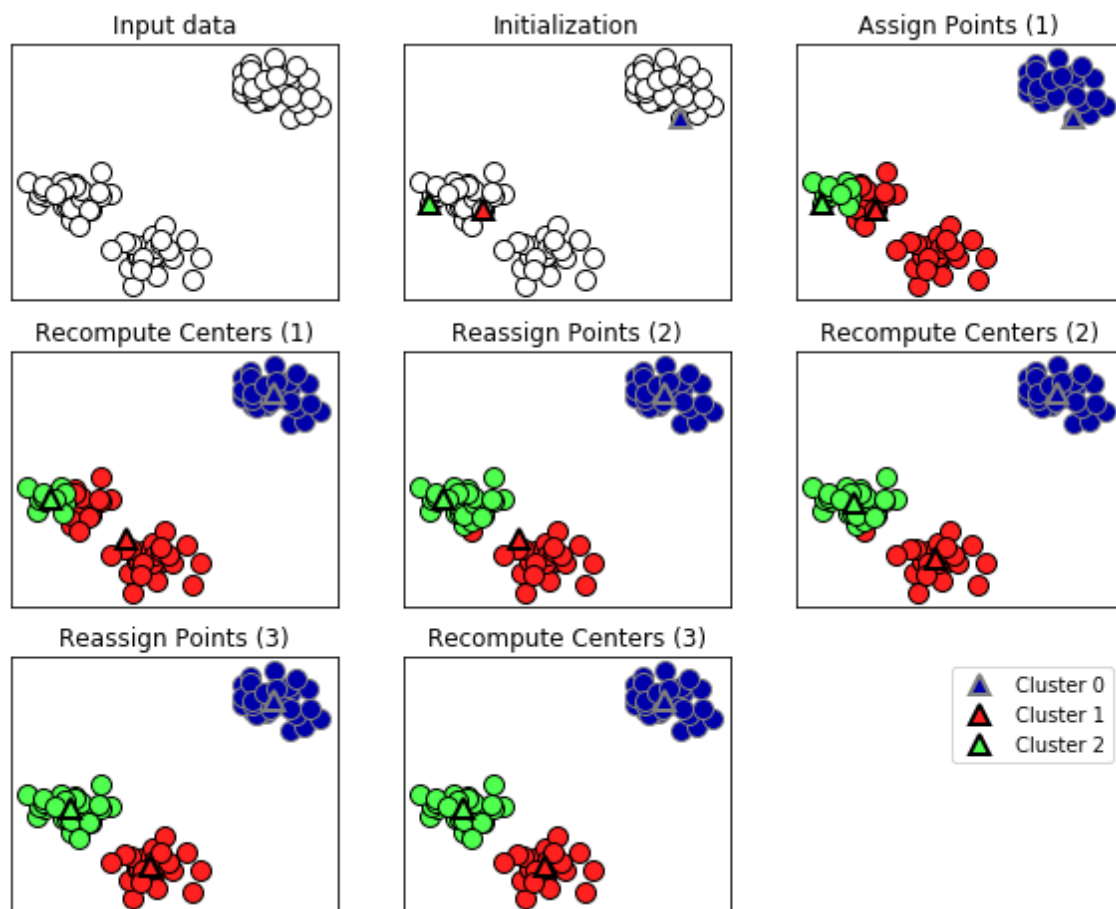 Input data
Initialization
Assign Points (1)
Recompute Centers (1)
Reassign Points (2)
Recompute Centers (2)
Reassign Points (3)
Recompute Centers (3)
Cluster 0
Cluster 1
Cluster 2